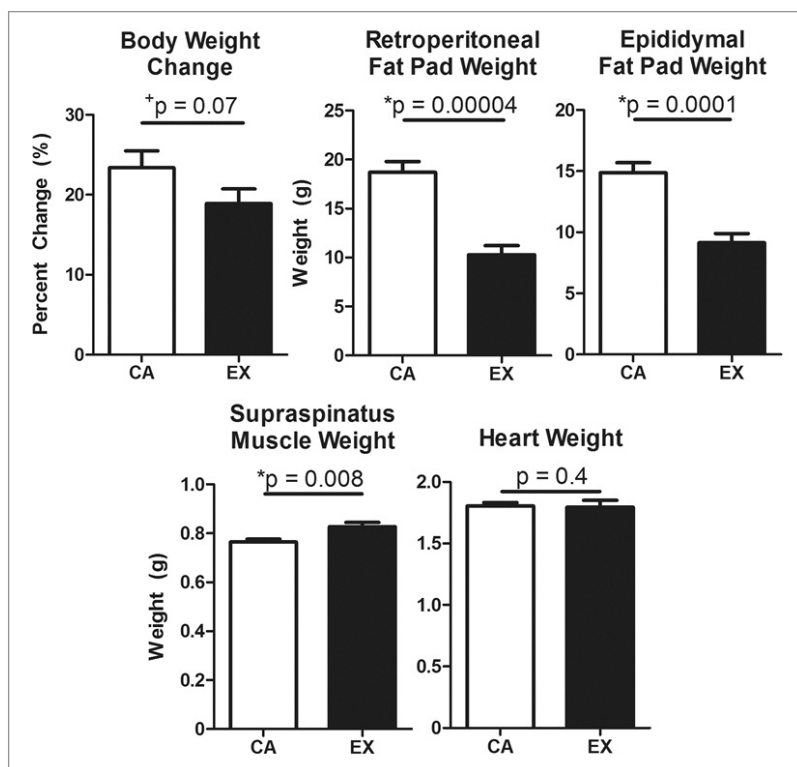 Body Weight
Change
+p = 0.07
30
20
10
0
Percent Change (%)
CA EX
Retroperitoneal
Fat Pad Weight
*p = 0.00004
25
20
15
10
5
0
Weight (g)
CA EX
Epididymal
Fat Pad Weight
*p = 0.0001
20
15
10
5
0
CA EX
Supraspinatus
Muscle Weight
*p = 0.008
1.0
0.8
0.6
0.4
0.2
0
Weight (g)
CA EX
Heart Weight
p = 0.4
2.0
1.5
1.0
0.5
0
CA EX